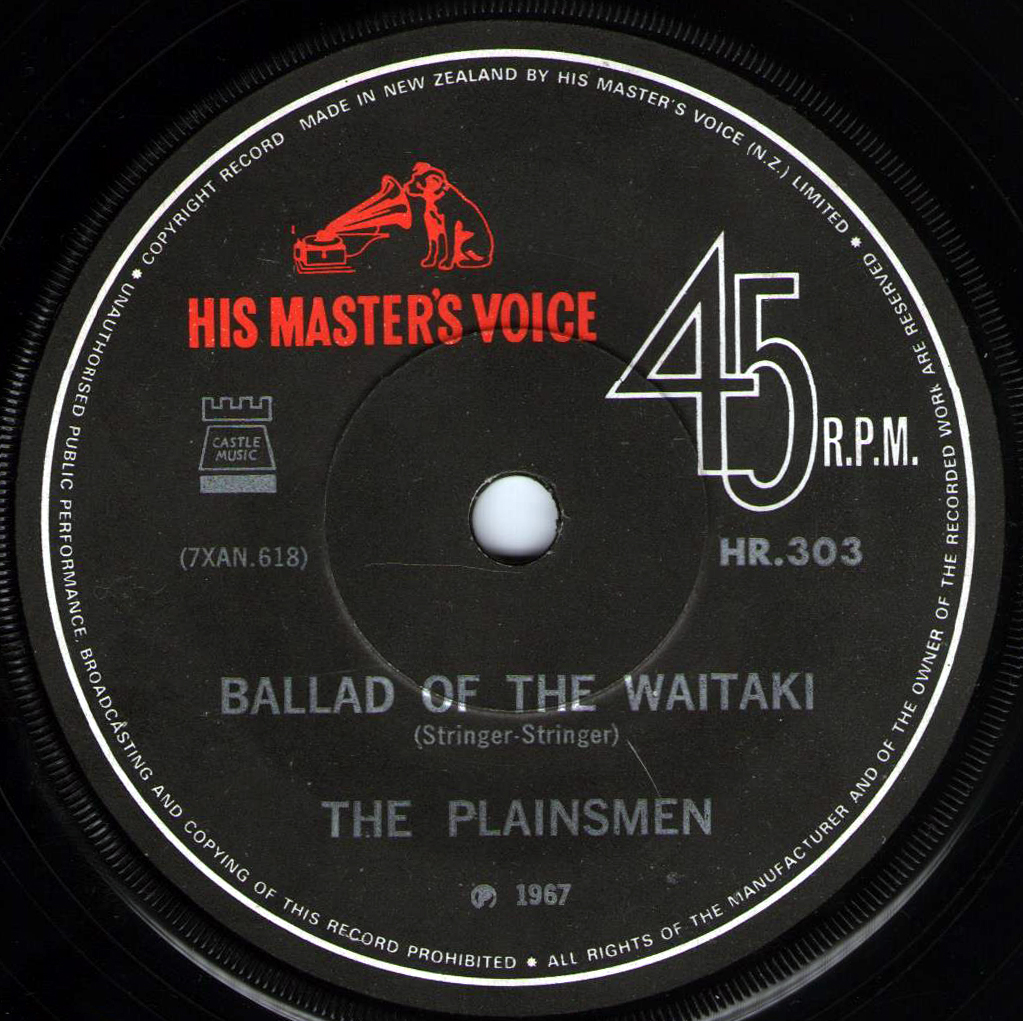 COPYRIGHT RECORD MADE IN NEW ZEALAND BY HIS MASTER'S VOICE (N.Z.) LIMITED * ALL RIGHTS OF THE MANUFACTURER AND OF THE OWNER OF THE RECORDED WORK ARE RESERVED * UNAUTHORISED PUBLIC PERFORMANCE, BROADCASTING AND COPYING OF THIS RECORD PROHIBITED *
HIS MASTER'S VOICE
45 R.P.M.
CASTLE
MUSIC
(7XAN.618)
HR.303
BALLAD OF THE WAITAKI
(Stringer-Stringer)
THE PLAINSMEN
℗ 1967